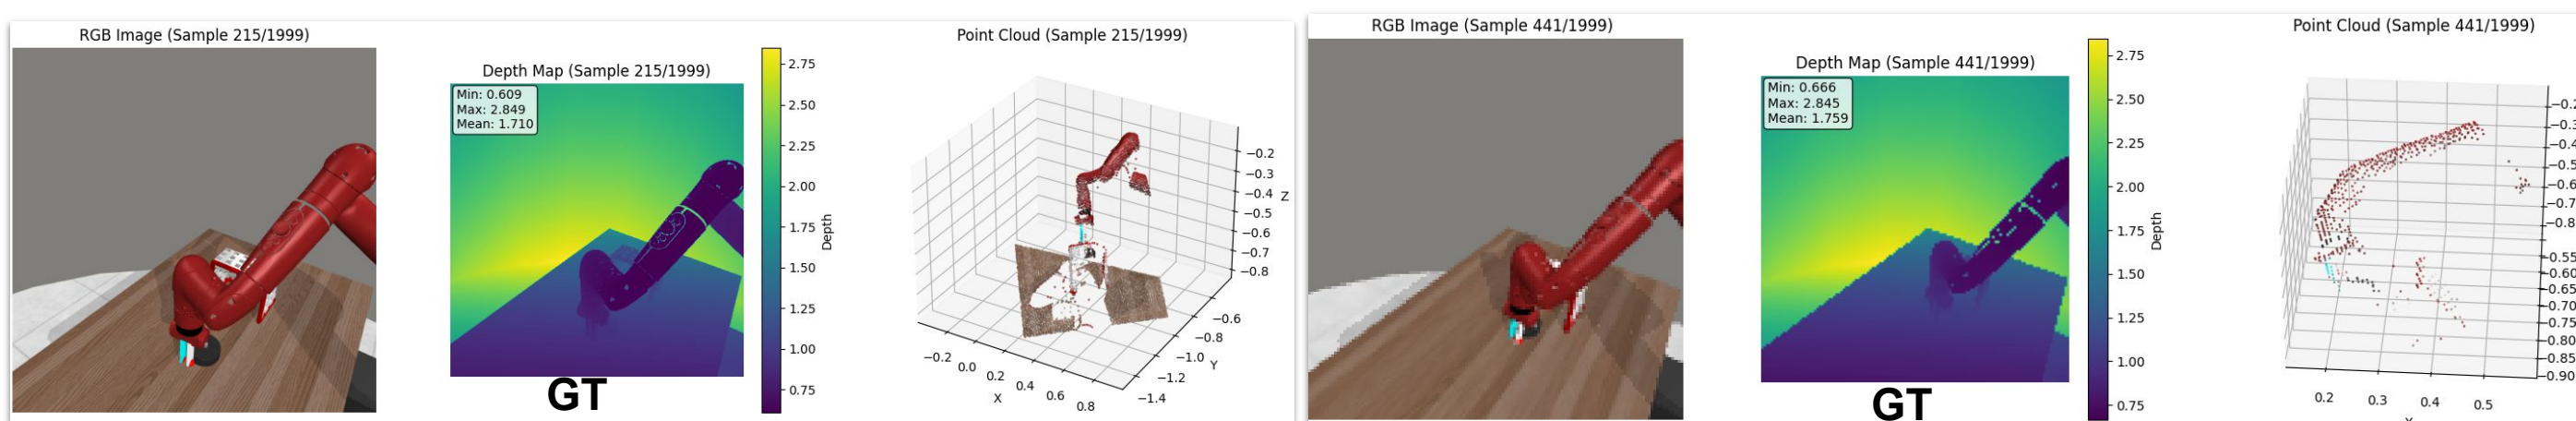 RGB Image (Sample 215/1999)
Depth Map (Sample 215/1999)
Min: 0.609
Max: 2.849
Mean: 1.710
GT
2.75
2.50
2.25
2.00
1.75
1.50
1.25
1.00
0.75
Depth
Point Cloud (Sample 215/1999)
−0.2
−0.3
−0.4
−0.5
−0.6
−0.7
−0.8
Z
−0.6
−0.8
−1.0
−1.2
−1.4
Y
−0.2
0.0
0.2
0.4
0.6
0.8
X
RGB Image (Sample 441/1999)
Depth Map (Sample 441/1999)
Min: 0.666
Max: 2.845
Mean: 1.759
GT
2.75
2.50
2.25
2.00
1.75
1.50
1.25
1.00
0.75
Depth
Point Cloud (Sample 441/1999)
−0.3
−0.4
−0.5
−0.6
−0.7
−0.8
−0.55
−0.60
−0.65
−0.70
−0.75
−0.80
−0.85
−0.90
0.2
0.3
0.4
0.5